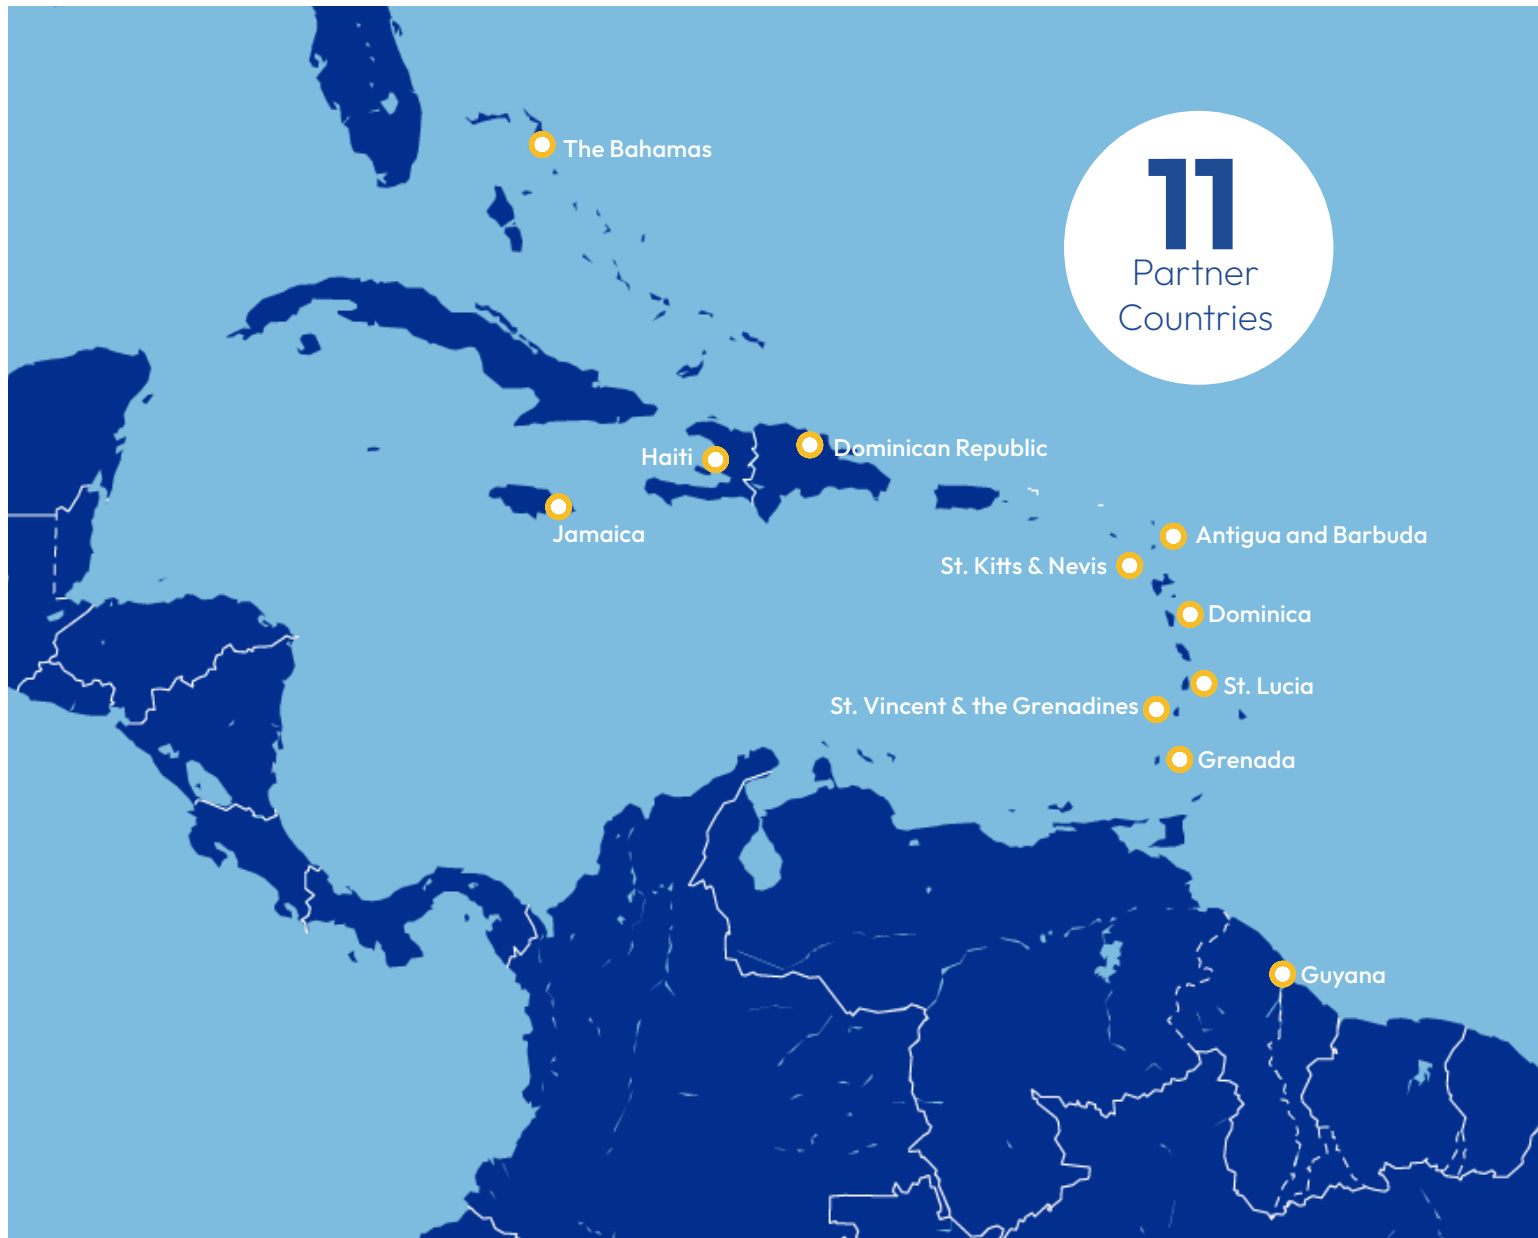 The Bahamas
11
Partner
Countries
Haiti
Dominican Republic
Jamaica
Antigua and Barbuda
St. Kitts & Nevis
Dominica
St. Lucia
St. Vincent & the Grenadines
Grenada
Guyana